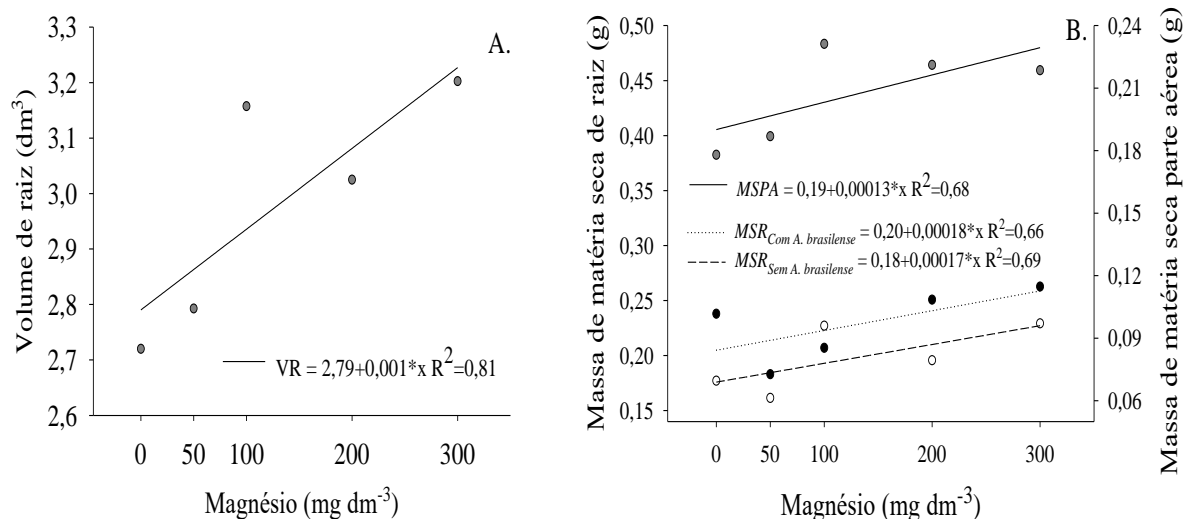 A.
Volume de raiz (dm³)
3,3
3,2
3,1
3,0
2,9
2,8
2,7
2,6
VR = 2,79+0,001*x R²=0,81
0 50 100 200 300
Magnésio (mg dm⁻³)
B.
Massa de matéria seca de raiz (g)
0,50
0,45
0,40
0,35
0,50
0,25
0,20
0,15
MSPA = 0,19+0,00013*x R²=0,68
MSR Com A. brasilense = 0,20+0,00018*x R²=0,66
MSR Sem A. brasilense = 0,18+0,00017*x R²=0,69
0,24
0,21
0,18
0,15
0,12
0,09
0,06
Massa de matéria seca parte aérea (g)
0 50 100 200 300
Magnésio (mg dm⁻³)